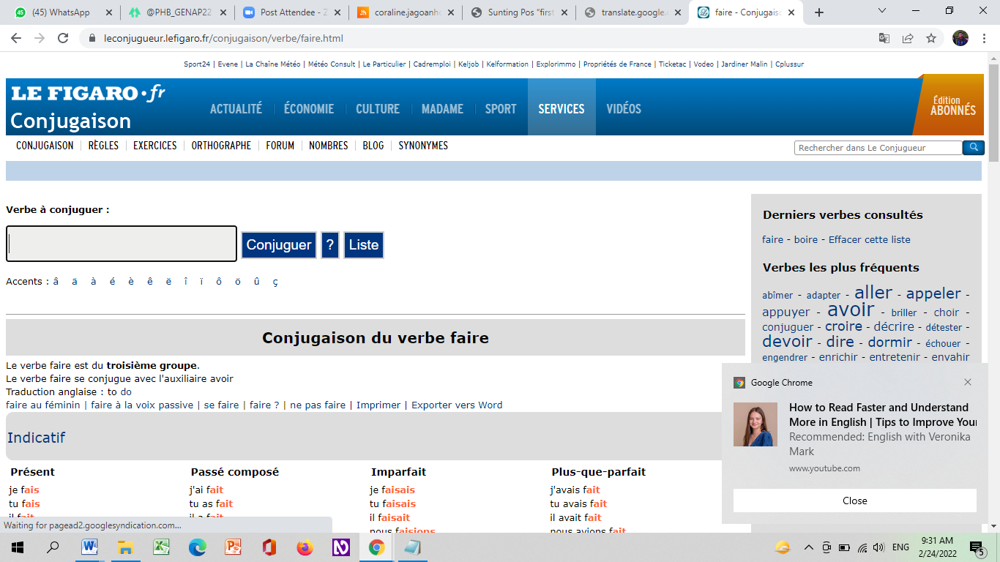 (45) WhatsApp
@PHB_GENAP22
Post Attendee - Z
coraline.jagoanh
Sunting Pos "first
translate.google.
faire - Conjugais
leconjugueur.lefigaro.fr/conjugaison/verbe/faire.html
Sport24 | Evene | La Chaîne Météo | Météo Consult | Le Particulier | Cadremploi | Keljob | Kelformation | Explorimmo | Propriétés de France | Ticketac | Vodeo | Jardiner Malin | Cplussur
LE FIGARO·fr
Conjugaison
ACTUALITÉ ÉCONOMIE CULTURE MADAME SPORT SERVICES VIDÉOS
Édition
ABONNÉS
CONJUGAISON RÈGLES EXERCICES ORTHOGRAPHE FORUM NOMBRES BLOG SYNONYMES
Rechercher dans Le Conjugueur
Verbe à conjuguer :
Conjuguer ? Liste
Accents : â ä à é è ê ë î ï ô ö û ç
Conjugaison du verbe faire
Le verbe faire est du troisième groupe.
Le verbe faire se conjugue avec l'auxiliaire avoir
Traduction anglaise : to do
faire au féminin | faire à la voix passive | se faire | faire ? | ne pas faire | Imprimer | Exporter vers Word
Indicatif
Présent
je fais
tu fais
il fait
Passé composé
j'ai fait
tu as fait
il a fait
Imparfait
je faisais
tu faisais
il faisait
nous faisions
Plus-que-parfait
j'avais fait
tu avais fait
il avait fait
nous avions fait
Derniers verbes consultés
faire - boire - Effacer cette liste
Verbes les plus fréquents
abîmer - adapter - aller - appeler -
appuyer - avoir - briller - choir -
conjuguer - croire - décrire - détester -
devoir - dire - dormir - échouer -
engendrer - enrichir - entretenir - envahir
Google Chrome
How to Read Faster and Understand
More in English | Tips to Improve Your
Recommended: English with Veronika
Mark
www.youtube.com
Close
Waiting for pagead2.googlesyndication.com...
ENG
9:31 AM
2/24/2022
5